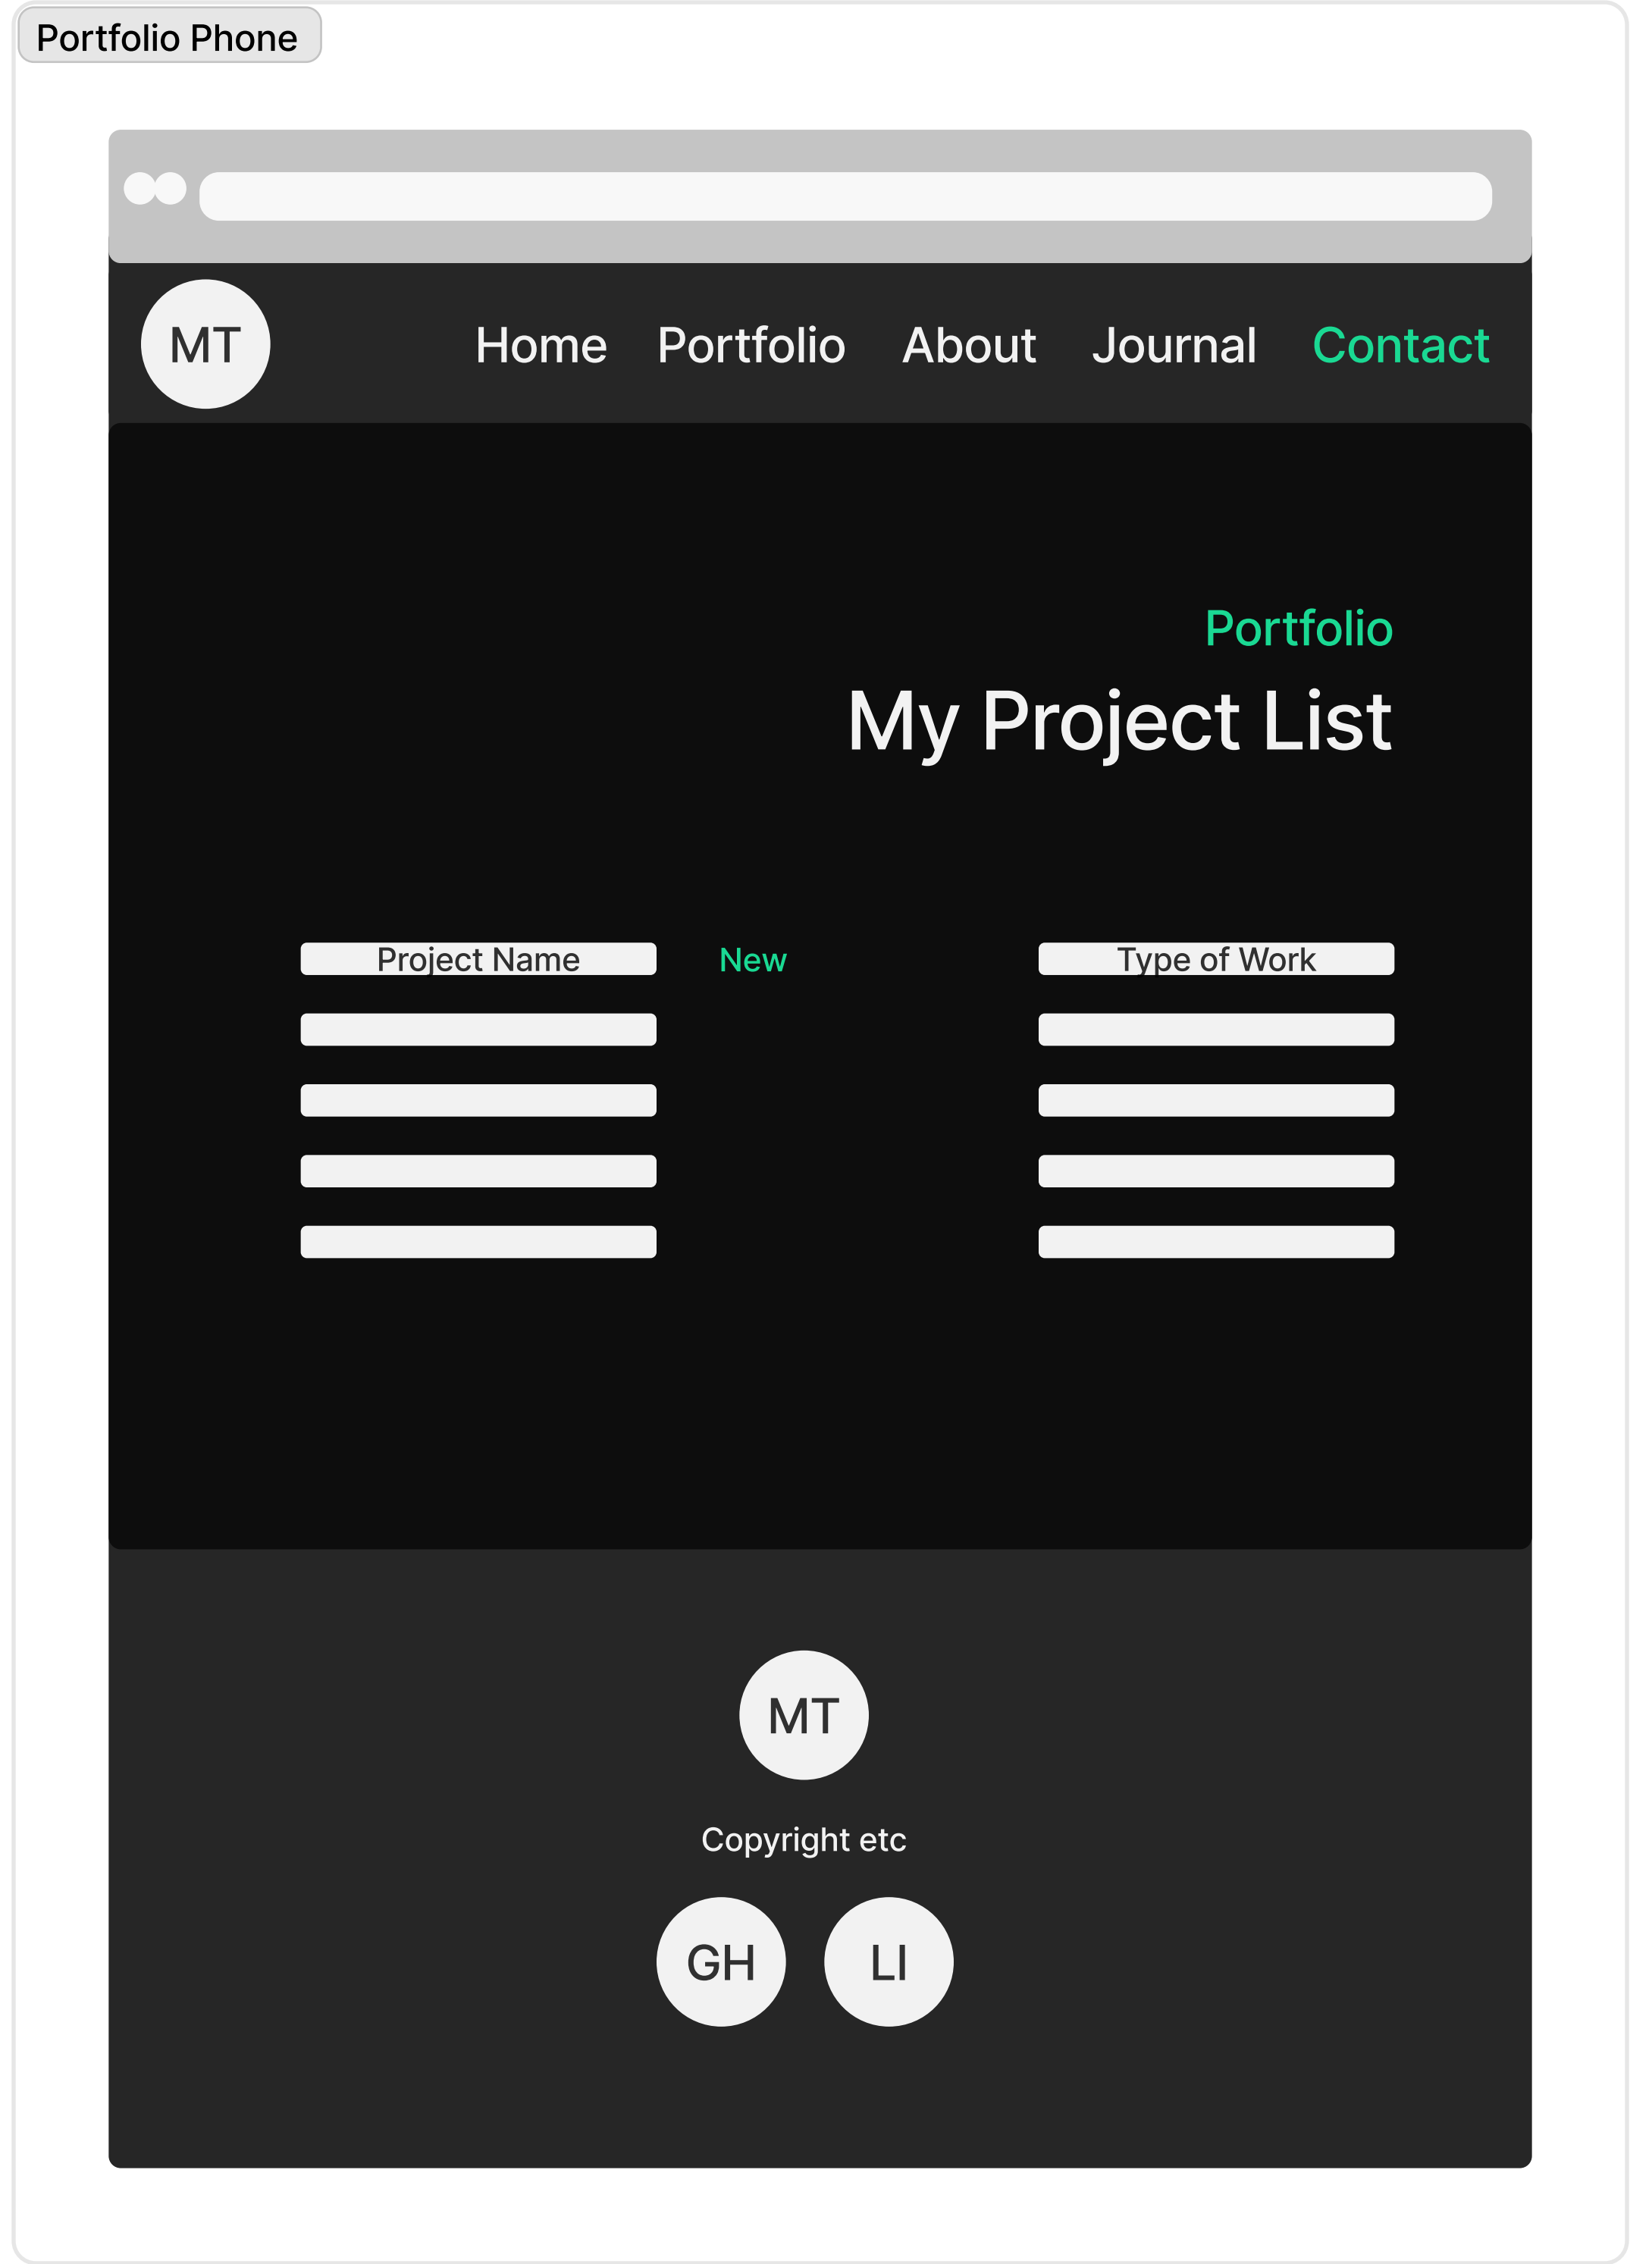 Portfolio Phone
MT Home Portfolio About Journal Contact
Portfolio
My Project List
Project Name New Type of Work
MT
Copyright etc
GH LI